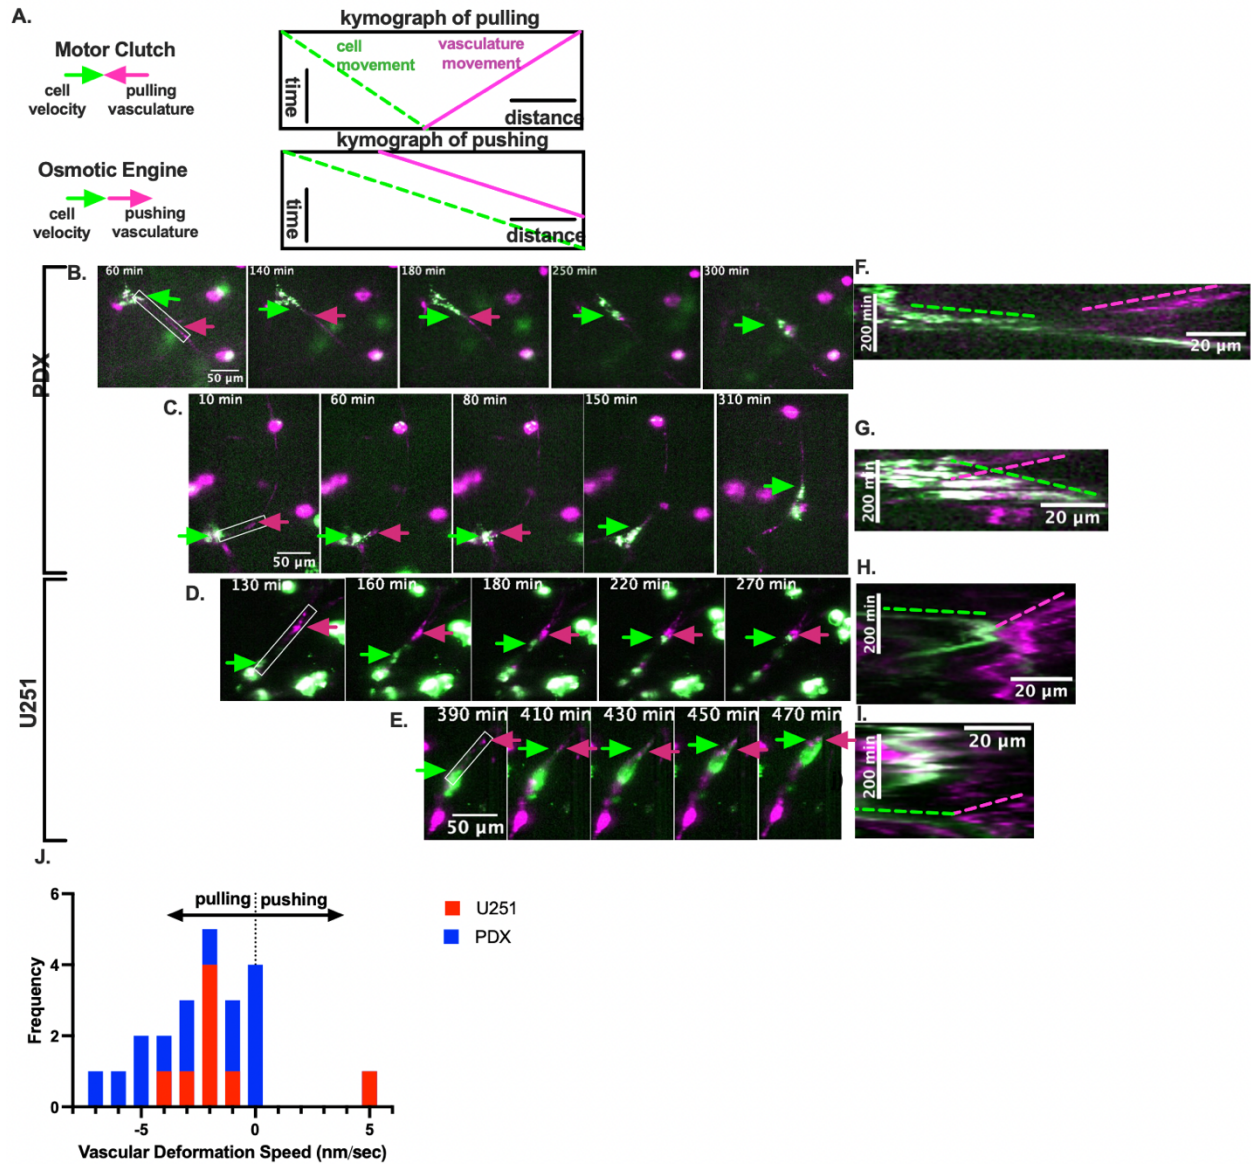 A.
Motor Clutch
cell
velocity
pulling
vasculature
kymograph of pulling
cell
movement
vasculature
movement
time
distance
Osmotic Engine
cell
velocity
pushing
vasculature
kymograph of pushing
time
distance
PDX
B.
60 min
50 µm
140 min
180 min
250 min
300 min
F.
200 min
20 µm
C.
10 min
50 µm
60 min
80 min
150 min
310 min
G.
200 min
20 µm
U251
D.
130 min
160 min
180 min
220 min
270 min
H.
200 min
20 µm
E.
390 min
50 µm
410 min
430 min
450 min
470 min
I.
200 min
20 µm
J.
pulling
pushing
6
4
2
0
Frequency
-5
0
5
Vascular Deformation Speed (nm/sec)
U251
PDX